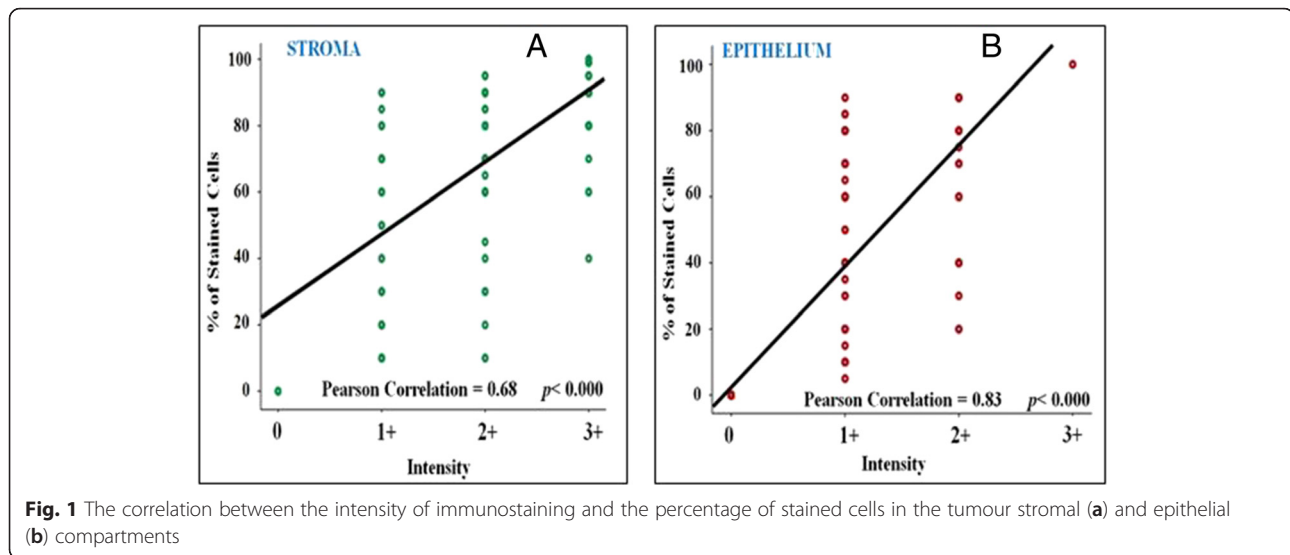 STROMA
A
100
80
60
40
20
0
% of Stained Cells
Pearson Correlation = 0.68 p< 0.000
0 1+ 2+ 3+
Intensity
EPITHELIUM
B
100
80
60
40
20
0
% of Stained Cells
Pearson Correlation = 0.83 p< 0.000
0 1+ 2+ 3+
Intensity
Fig. 1 The correlation between the intensity of immunostaining and the percentage of stained cells in the tumour stromal (a) and epithelial
(b) compartments